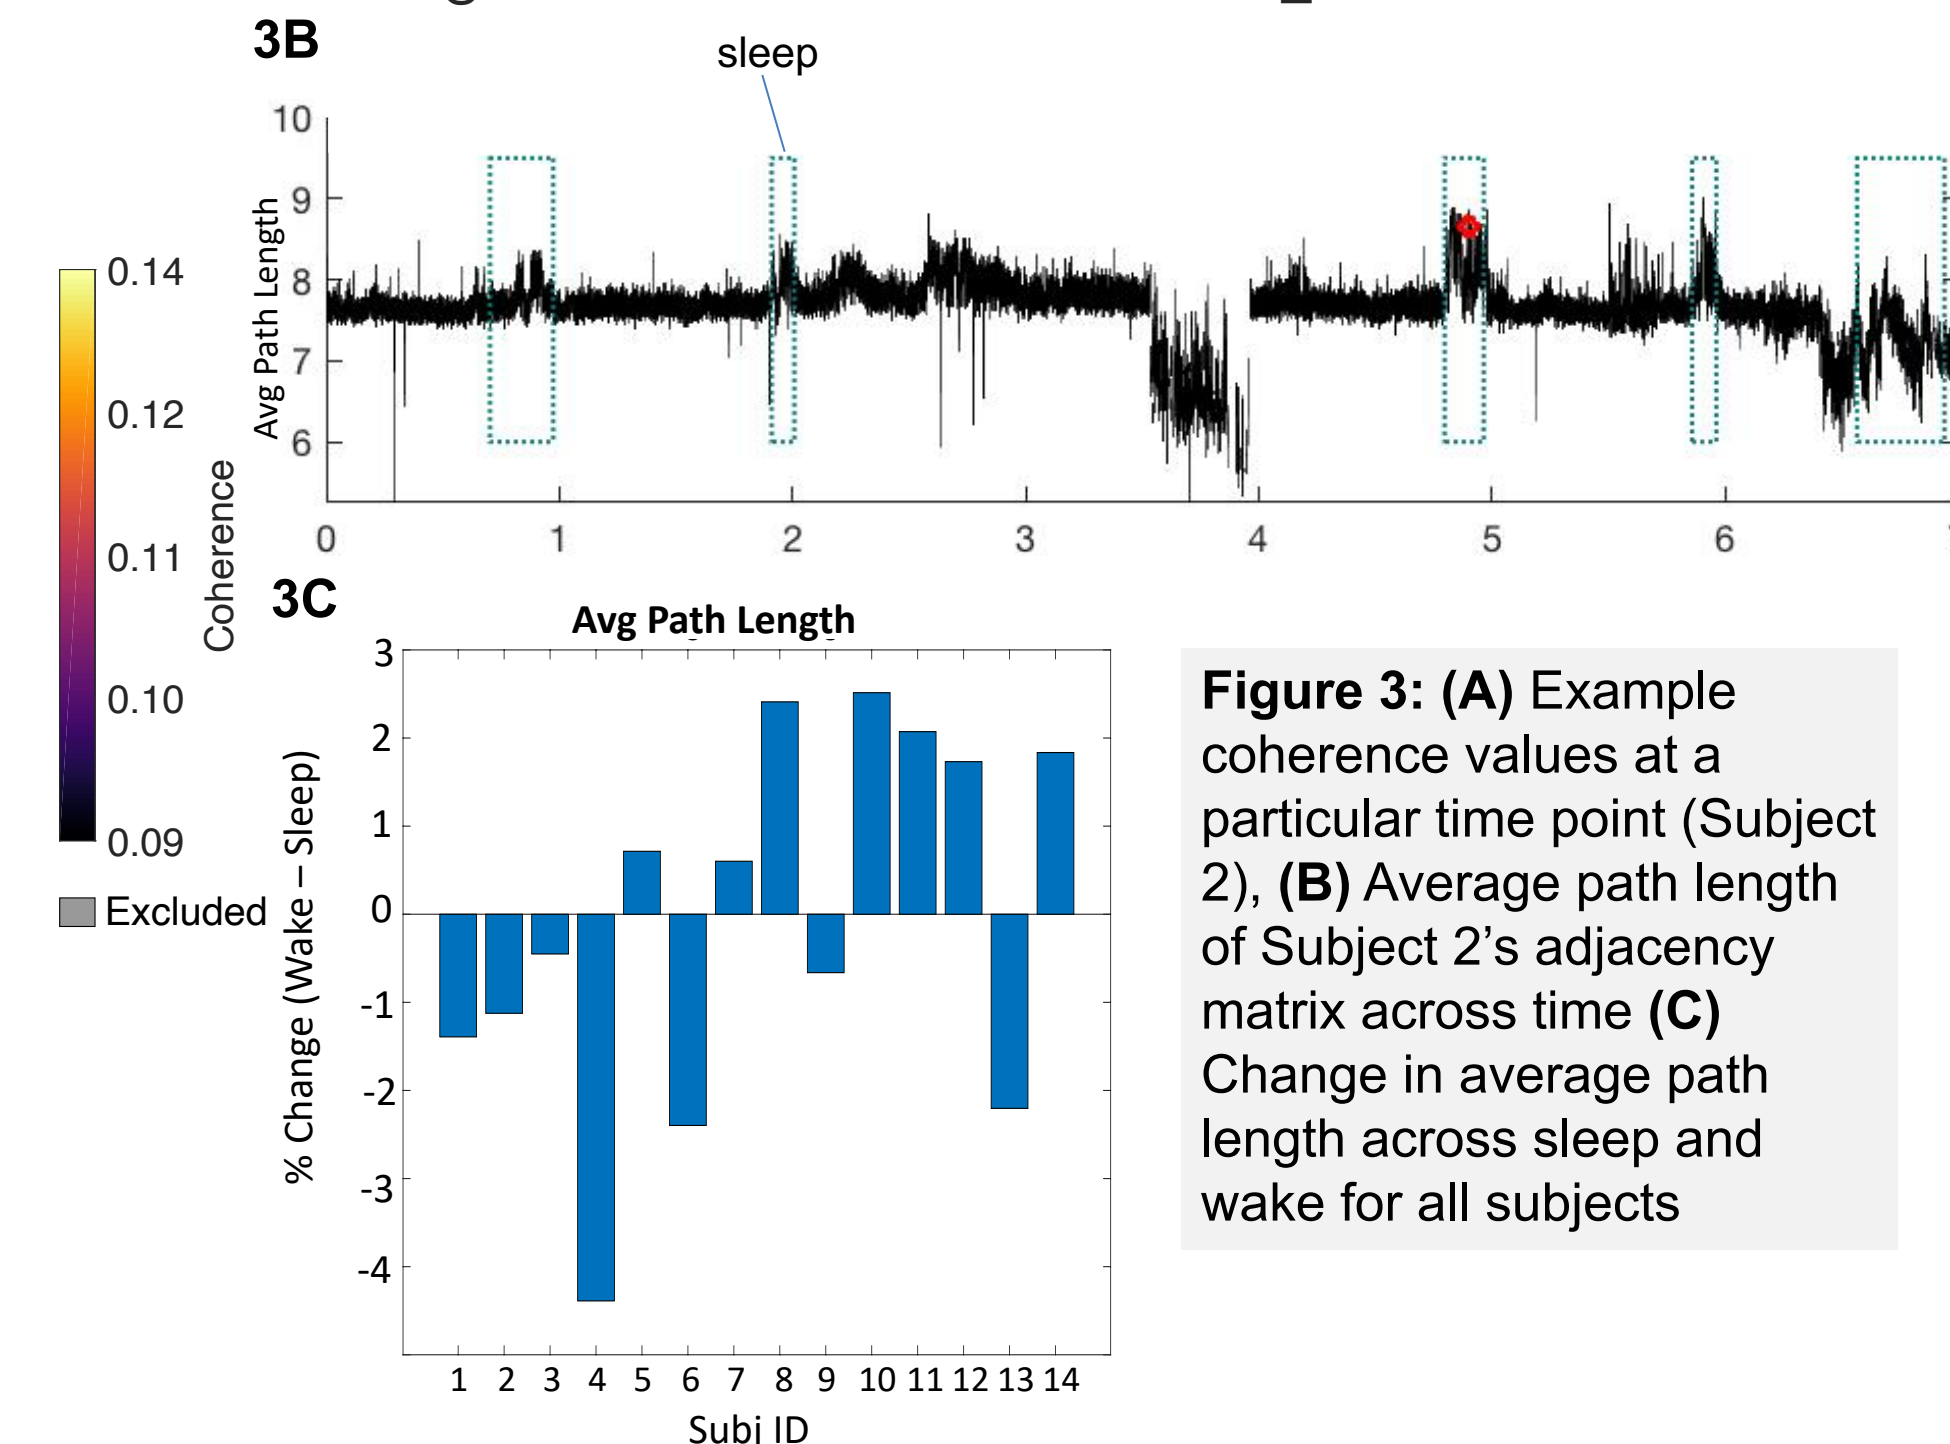 3B
sleep
10
9
8
7
6
Avg Path Length
0 1 2 3 4 5 6
0.14
0.12
0.11
0.10
0.09
Coherence
Excluded
3C
Avg Path Length
3
2
1
0
-1
-2
-3
-4
% Change (Wake – Sleep)
1 2 3 4 5 6 7 8 9 10 11 12 13 14
Subj ID
Figure 3: (A) Example
coherence values at a
particular time point (Subject
2), (B) Average path length
of Subject 2’s adjacency
matrix across time (C)
Change in average path
length across sleep and
wake for all subjects